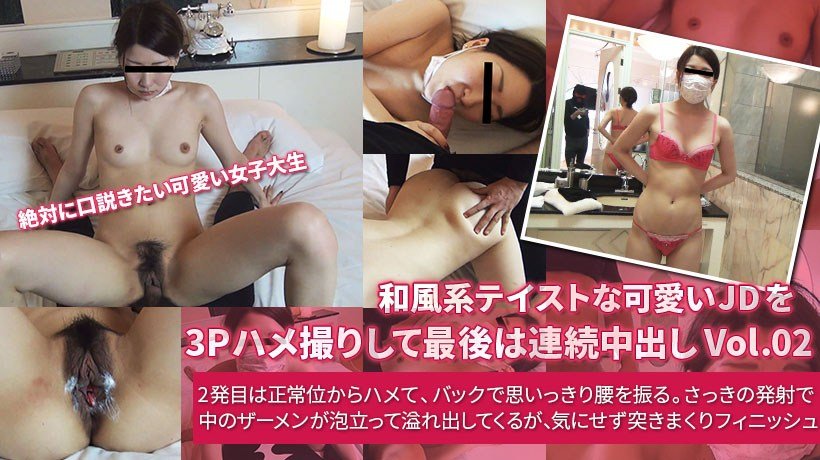 絶対に口説きたい可愛い女子大生
和風系テイストな可愛いJDを
3Pハメ撮りして最後は連続中出し Vol.02
2発目は正常位からハメて、バックで思いっきり腰を振る。さっきの発射で
中のザーメンが泡立って溢れ出してくるが、気にせず突きまくりフィニッシュ